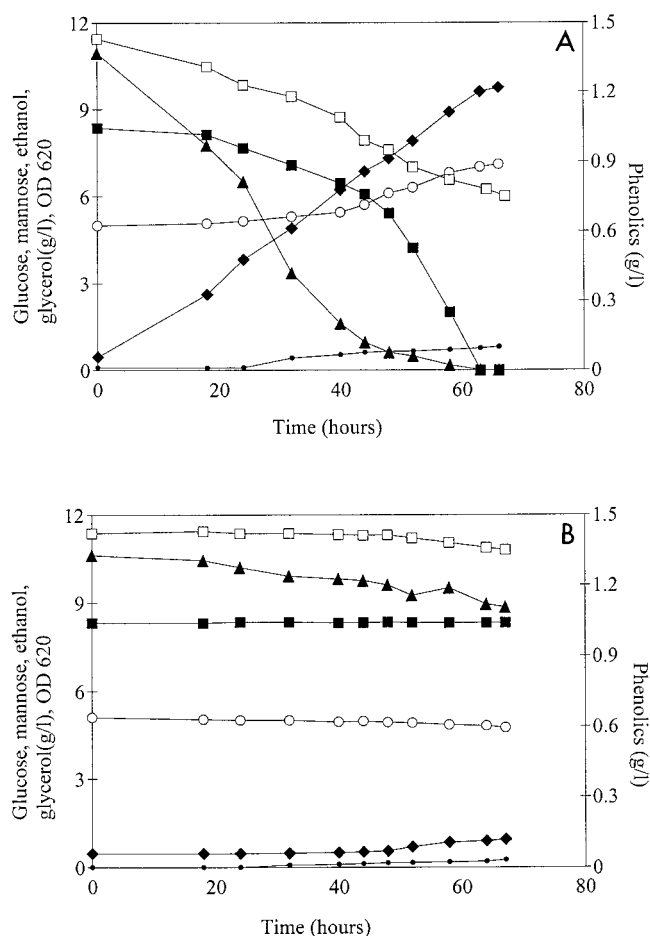 A
12
9
6
3
0
1.5
1.2
0.9
0.6
0.3
0
0 20 40 60 80
Glucose, mannose, ethanol,
glycerol(g/l), OD 620
Phenolics (g/l)
Time (hours)
B
12
9
6
3
0
1.5
1.2
0.9
0.6
0.3
0
0 20 40 60 80
Glucose, mannose, ethanol,
glycerol(g/l), OD 620
Phenolics (g/l)
Time (hours)